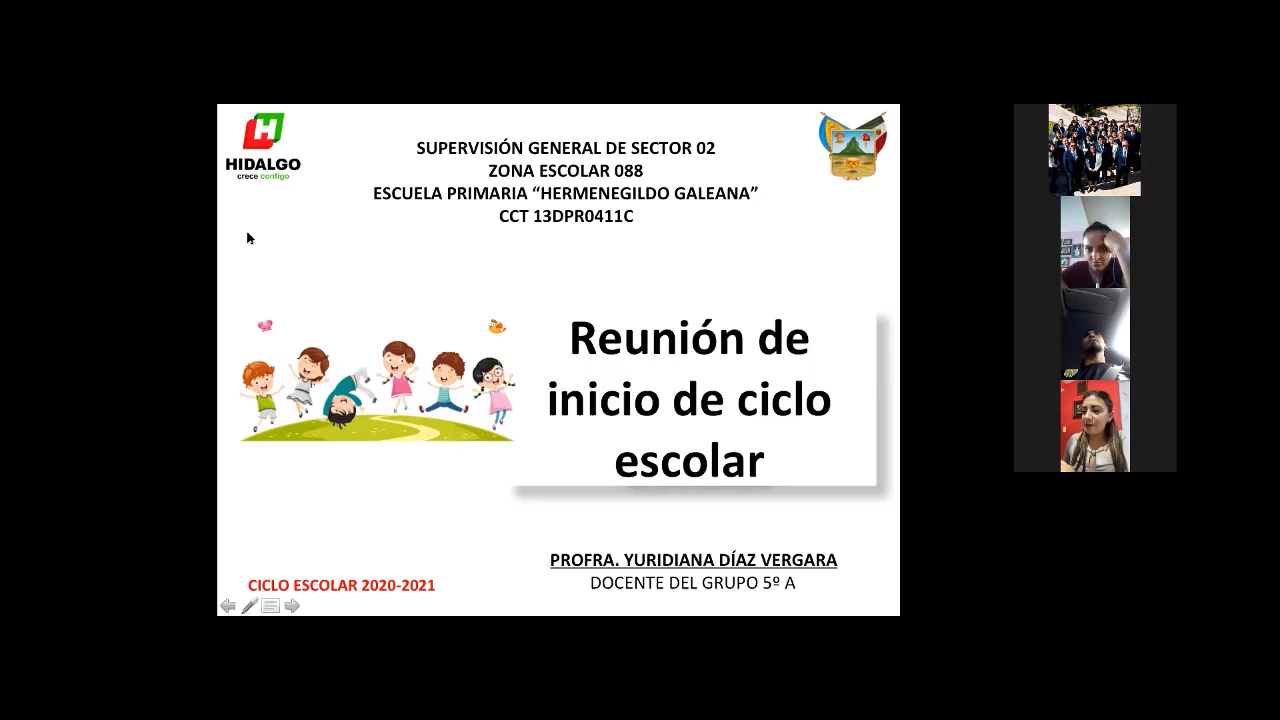 HIDALGO
crece contigo
SUPERVISIÓN GENERAL DE SECTOR 02
ZONA ESCOLAR 088
ESCUELA PRIMARIA “HERMENEGILDO GALEANA”
CCT 13DPR0411C
Reunión de
inicio de ciclo
escolar
PROFRA. YURIDIANA DÍAZ VERGARA
DOCENTE DEL GRUPO 5º A
CICLO ESCOLAR 2020-2021